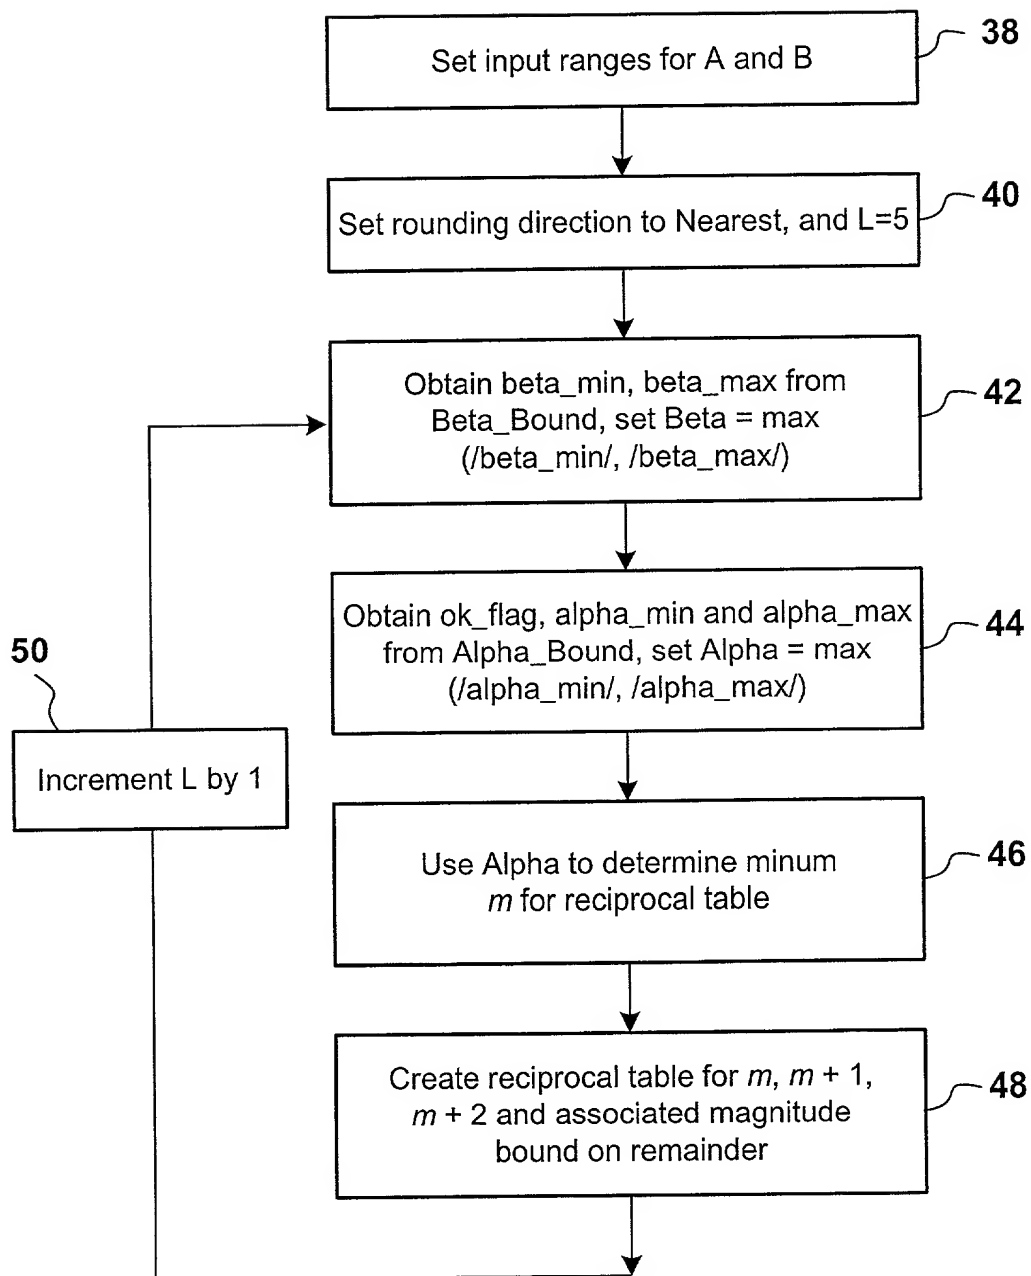 Set input ranges for A and B
38
Set rounding direction to Nearest, and L=5
40
Obtain beta_min, beta_max from
Beta_Bound, set Beta = max
(/beta_min/, /beta_max/)
42
Obtain ok_flag, alpha_min and alpha_max
from Alpha_Bound, set Alpha = max
(/alpha_min/, /alpha_max/)
44
50
Increment L by 1
Use Alpha to determine minum
m for reciprocal table
46
Create reciprocal table for m, m + 1,
m + 2 and associated magnitude
bound on remainder
48